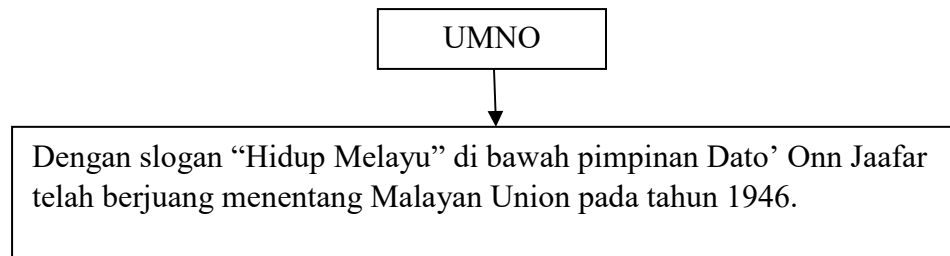 UMNO
Dengan slogan “Hidup Melayu” di bawah pimpinan Dato’ Onn Jaafar
telah berjuang menentang Malayan Union pada tahun 1946.